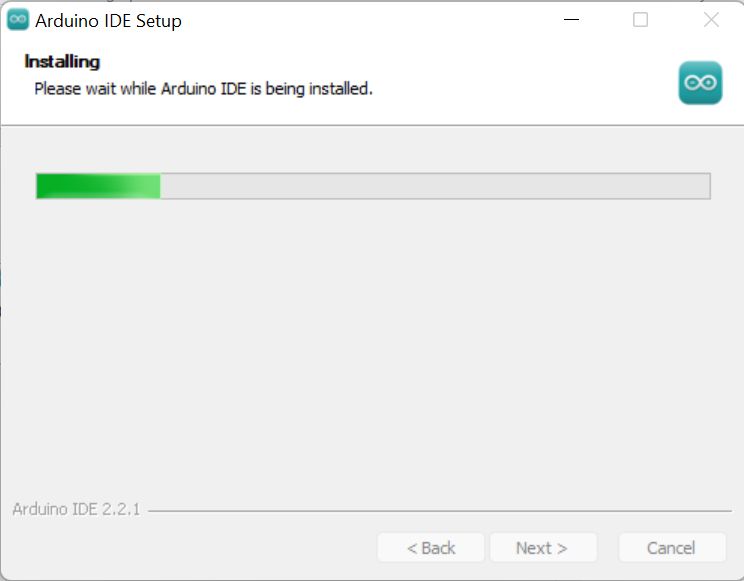 Arduino IDE Setup
Installing
Please wait while Arduino IDE is being installed.
Arduino IDE 2.2.1
< Back
Next >
Cancel